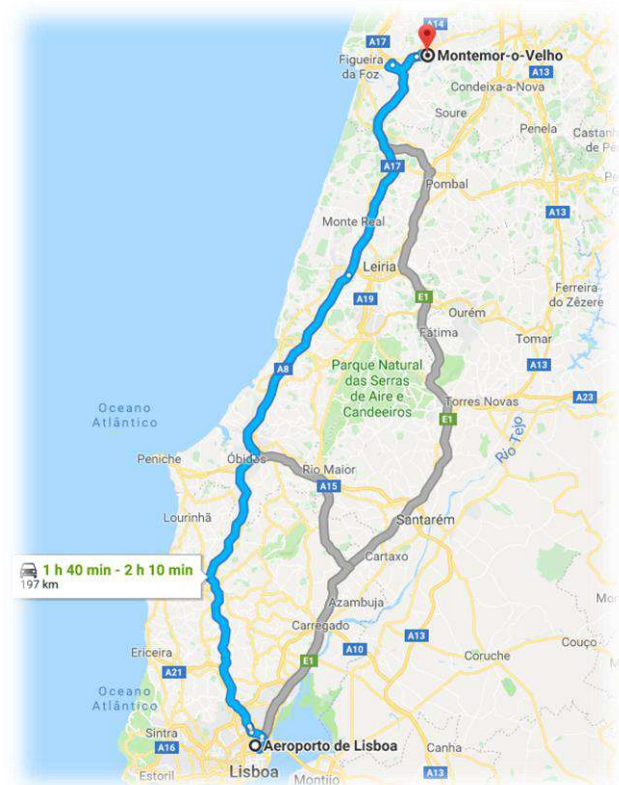 A14
A17
Montemor-o-Velho
Figueira
da Foz
A13
Condeixa-a-Nova
Soure
Penela
Castanh
de Pê
A17
Pombal
A13
Monte Real
Leiria
A19
E1
Ferreira
do Zêzere
Ourém
Fátima
Tomar
A8
Parque Natural
das Serras
de Aire e
Candeeiros
A13
A23
Torres Novas
E1
Oceano
Atlântico
Rio Tejo
Peniche
Óbidos
Rio Maior
A15
Lourinhã
Santarém
Cartaxo
1 h 40 min - 2 h 10 min
197 km
Azambuja
Carregado
Mor
A13
Couço
Ericeira
E1
A10
Coruche
A21
Oceano
Atlântico
Sintra
A16
Aeroporto de Lisboa
Canha
Estoril
Lisboa
Montijo
A13